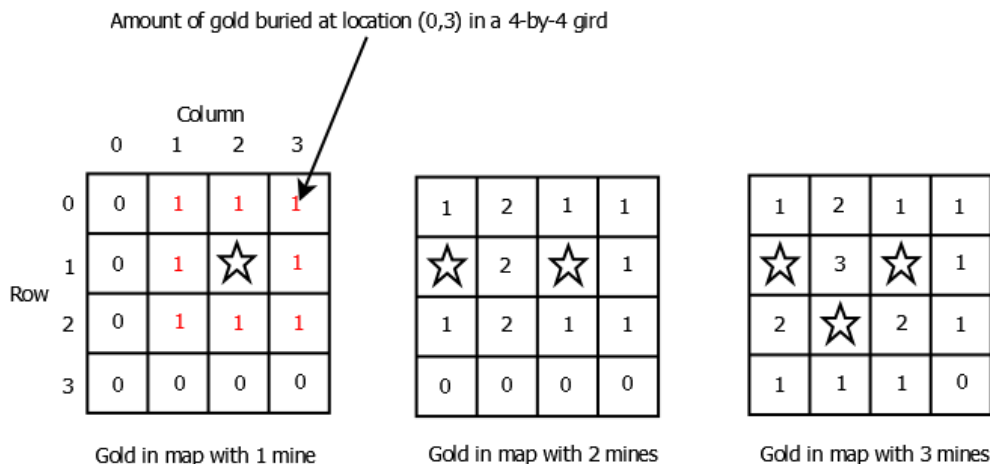 Amount of gold buried at location (0,3) in a 4-by-4 gird
Column
0 1 2 3
0 0 1 1 1
1 0 1 1
Row
2 0 1 1 1
3 0 0 0 0
Gold in map with 1 mine
1 2 1 1
2 1
1 2 1 1
0 0 0 0
Gold in map with 2 mines
1 2 1 1
3 1
2 2 1
1 1 1 0
Gold in map with 3 mines